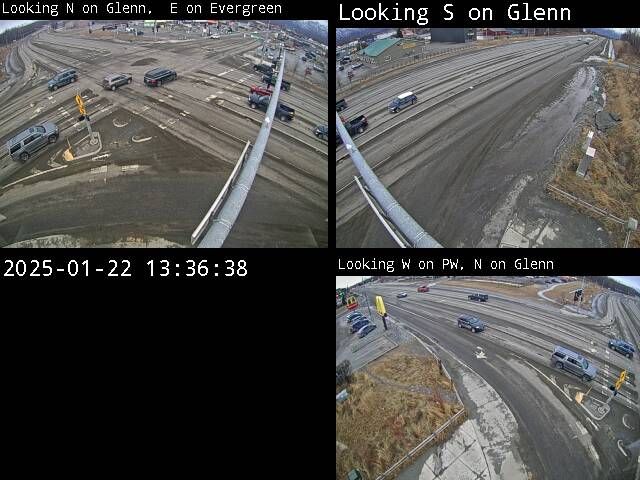 Looking N on Glenn,  E on Evergreen
Looking S on Glenn
2025-01-22 13:36:38
Looking W on PW, N on Glenn